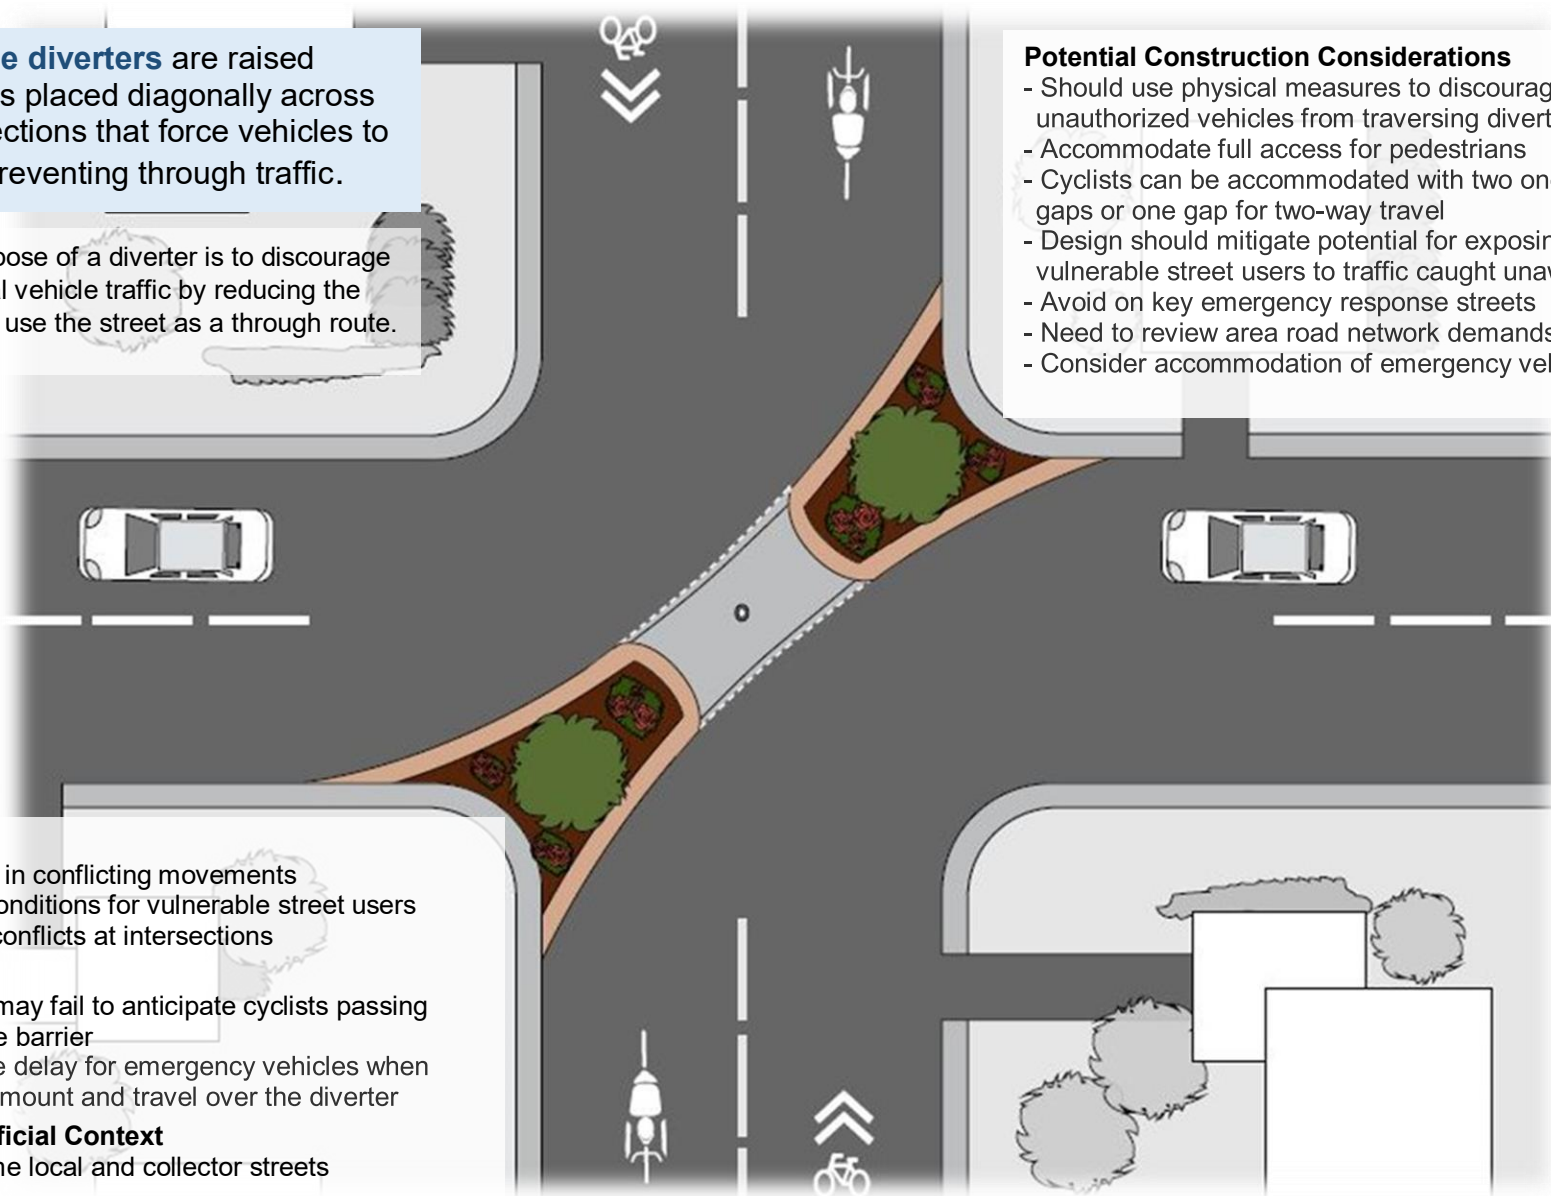 e diverters are raised
s placed diagonally across
ections that force vehicles to
reventing through traffic.
pose of a diverter is to discourage
l vehicle traffic by reducing the
use the street as a through route.
Potential Construction Considerations
- Should use physical measures to discourag
unauthorized vehicles from traversing divert
- Accommodate full access for pedestrians
- Cyclists can be accommodated with two on
gaps or one gap for two-way travel
- Design should mitigate potential for exposin
vulnerable street users to traffic caught una
- Avoid on key emergency response streets
- Need to review area road network demands
- Consider accommodation of emergency veh
in conflicting movements
onditions for vulnerable street users
conflicts at intersections
may fail to anticipate cyclists passing
e barrier
e delay for emergency vehicles when
mount and travel over the diverter
ficial Context
ne local and collector streets